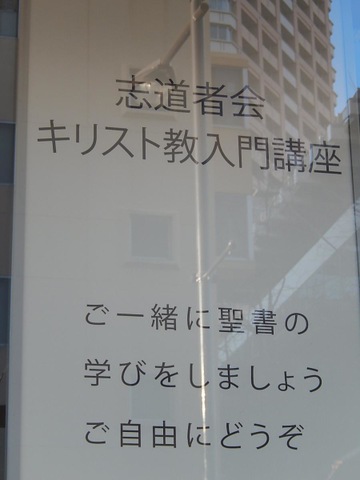 志道者会
キリスト教入門講座
ご一緒に聖書の
学びをしましょう
ご自由にどうぞ